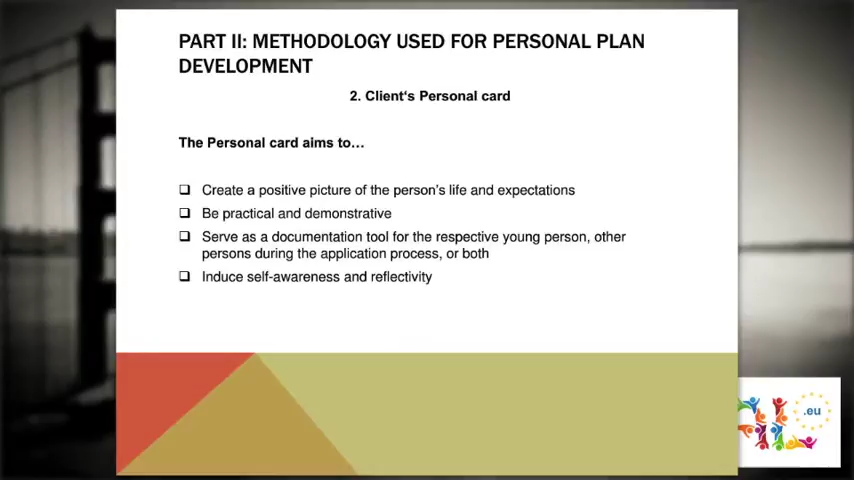 PART II: METHODOLOGY USED FOR PERSONAL PLAN
DEVELOPMENT
2. Client‘s Personal card
The Personal card aims to…
Create a positive picture of the person’s life and expectations
Be practical and demonstrative
Serve as a documentation tool for the respective young person, other
persons during the application process, or both
Induce self-awareness and reflectivity
.eu